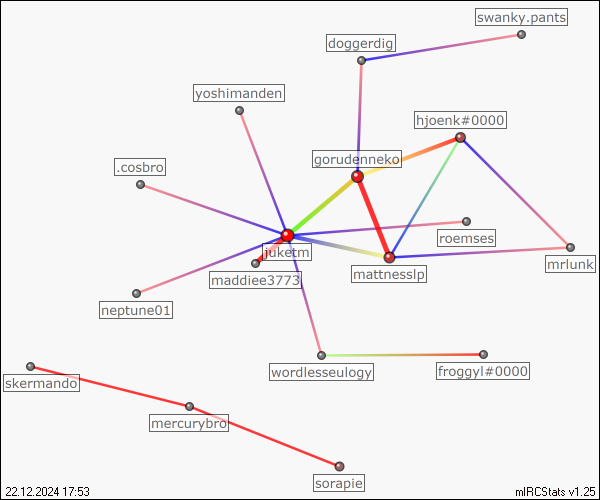 swanky.pants
doggerdig
yoshimanden
hjoenk#0000
gorudenneko
.cosbro
roemses
juketm
mrlunk
mattnesslp
maddiee3773
neptune01
wordlesseulogy
froggyl#0000
skermando
mercurybro
sorapie
22.12.2024 17:53
mIRCStats v1.25